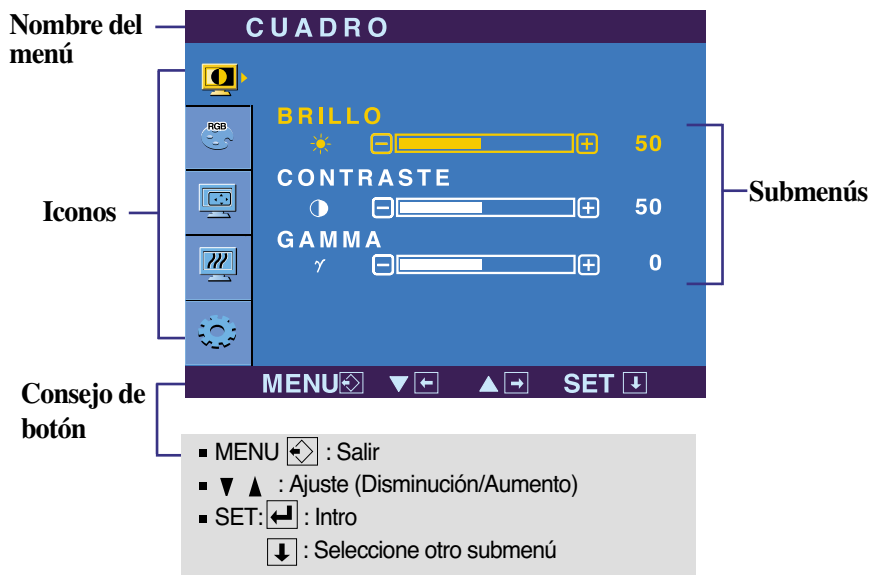 Nombre del
menú
CUADRO
RGB
BRILLO
50
CONTRASTE
50
GAMMA
γ
0
Iconos
Submenús
MENU ▼ ▲ SET
Consejo de
botón
▪ MENU : Salir
▪ ▼ ▲ : Ajuste (Disminución/Aumento)
▪ SET: : Intro
: Seleccione otro submenú